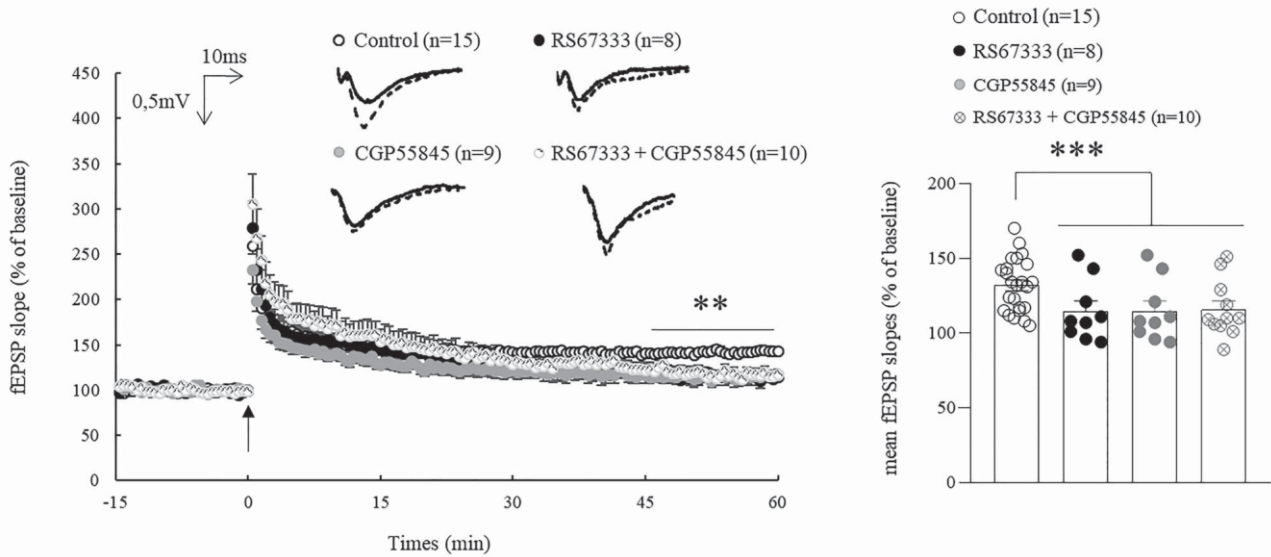 Control (n=15)
RS67333 (n=8)
CGP55845 (n=9)
RS67333 + CGP55845 (n=10)
10ms
0,5mV
fEPSP slope (% of baseline)
450
400
350
300
250
200
150
100
50
0
**
-15
0
15
30
45
60
Times (min)
Control (n=15)
RS67333 (n=8)
CGP55845 (n=9)
RS67333 + CGP55845 (n=10)
***
mean fEPSP slopes (% of baseline)
200
150
100
50
0